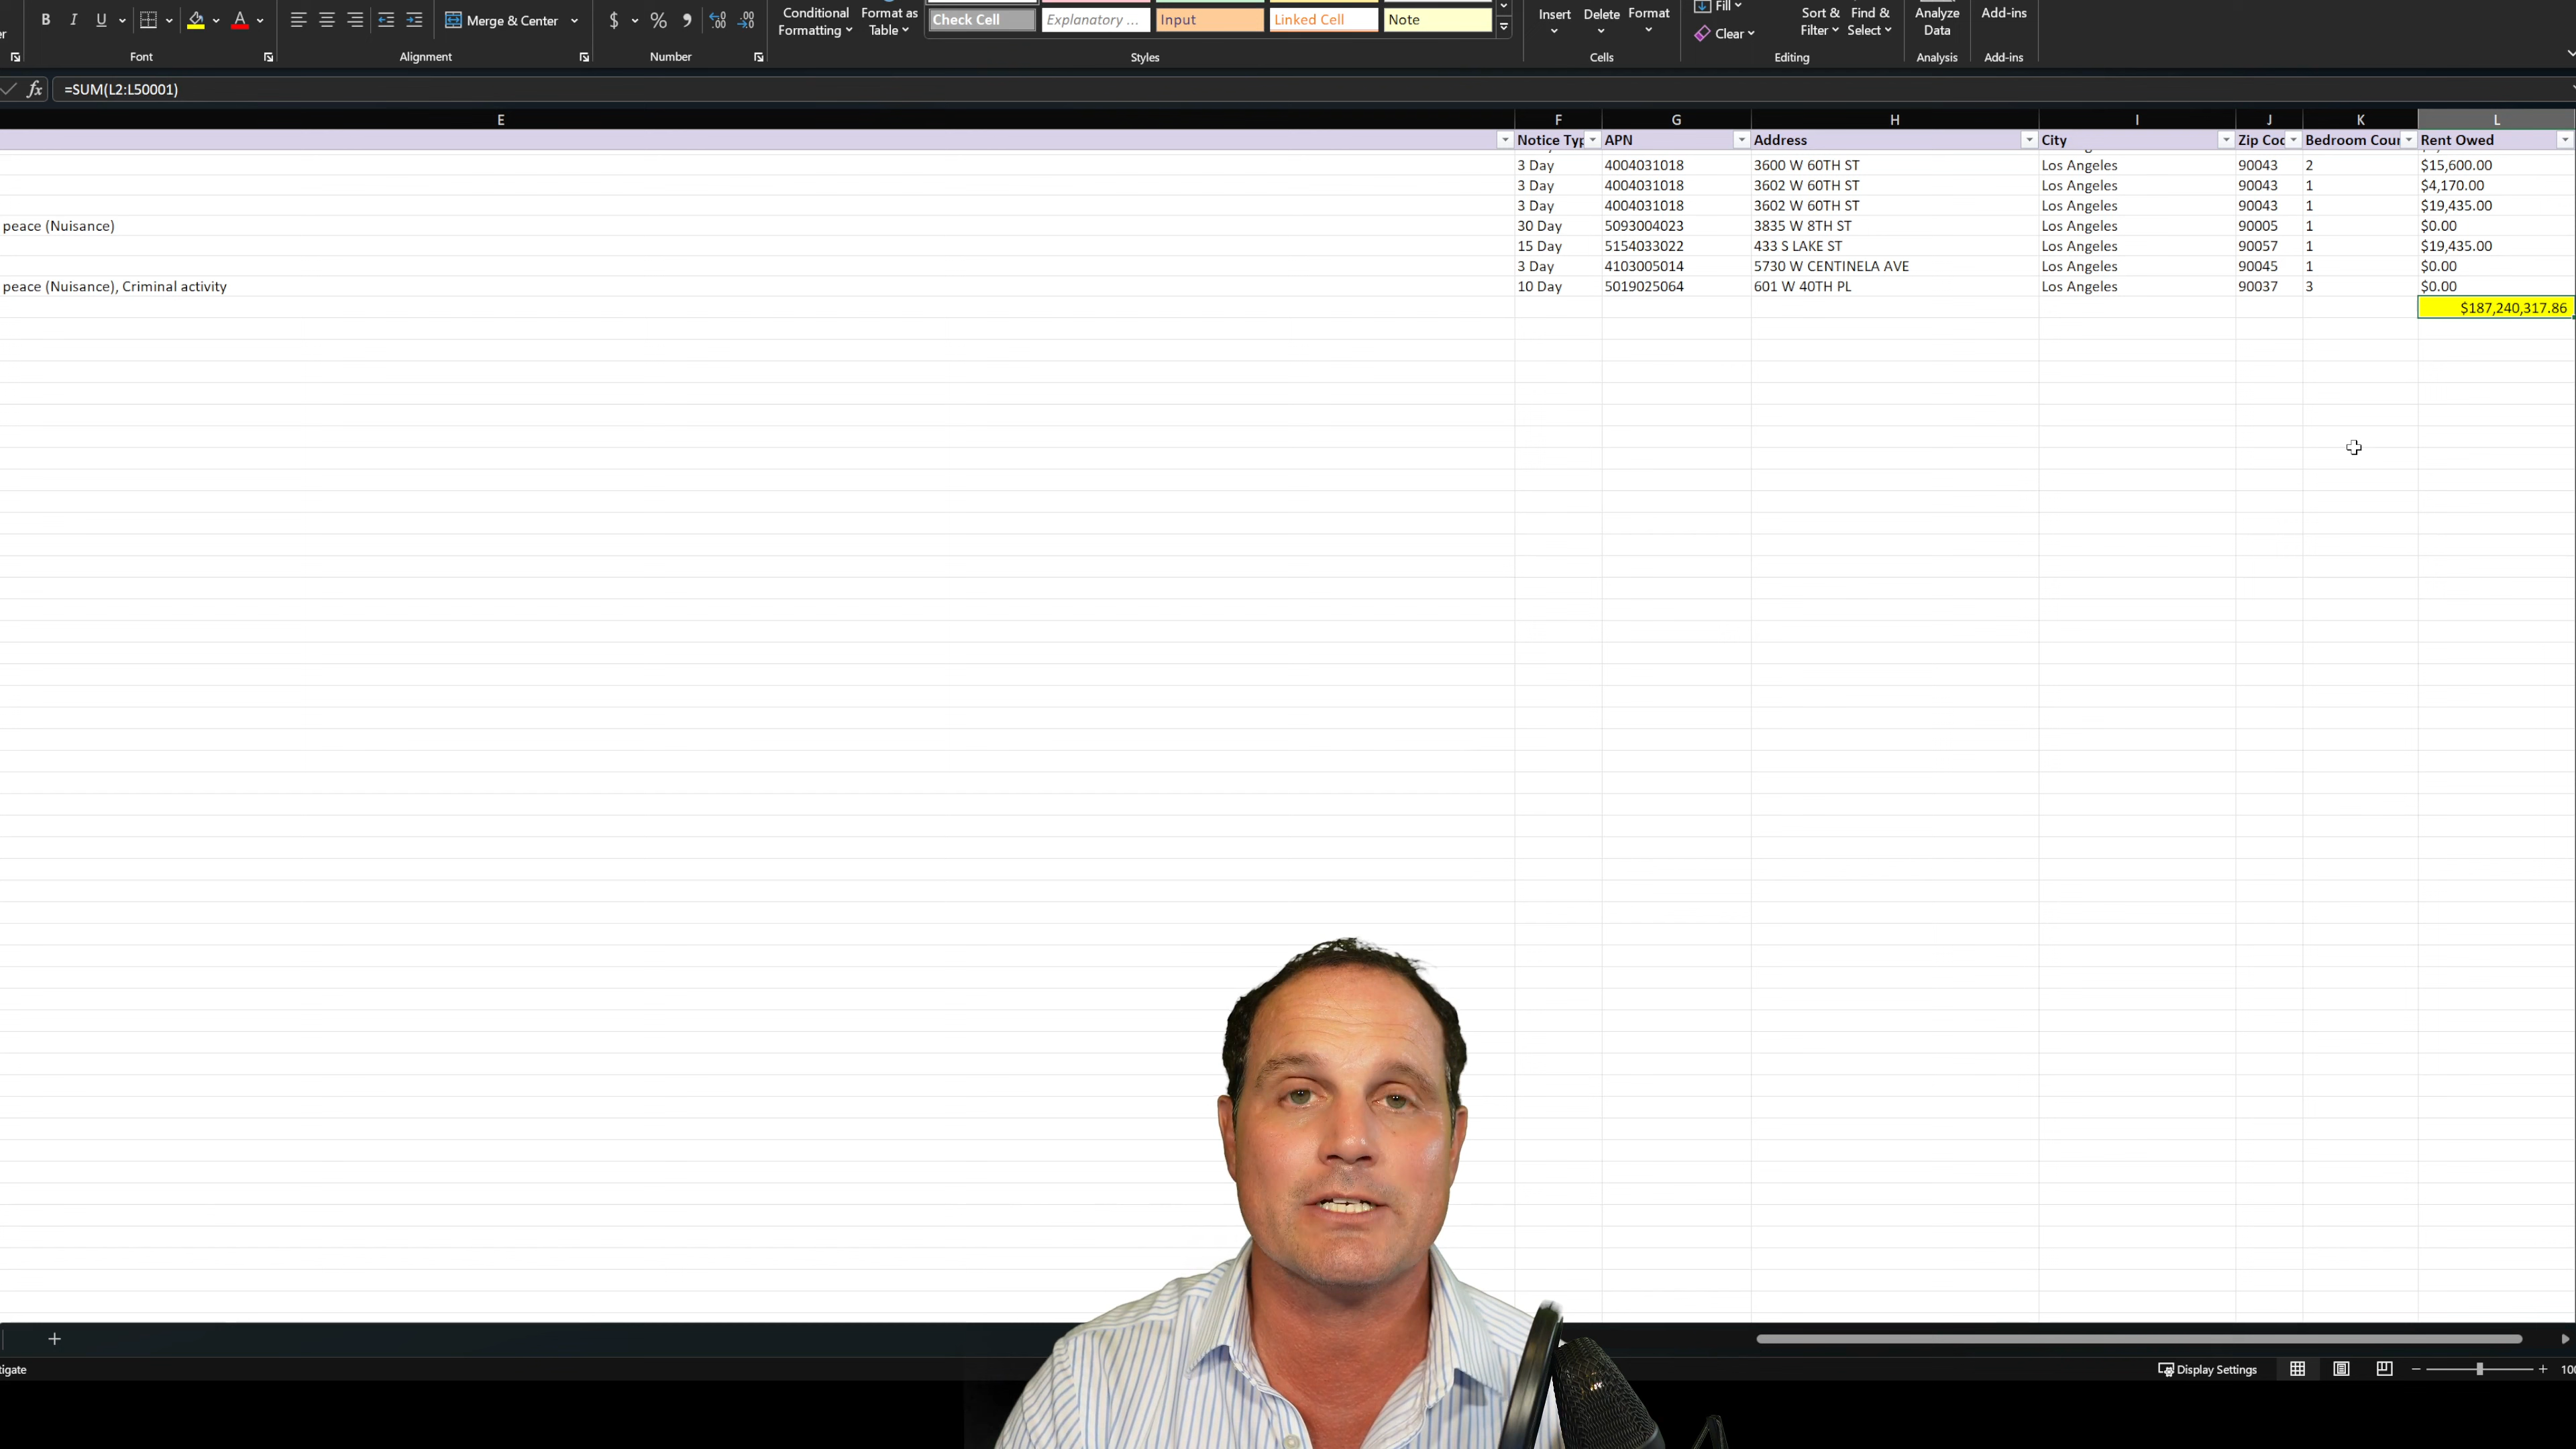 Merge & Center
$ % 9
Conditional Formatting
Format as Table
Check Cell
Explanatory ...
Input
Linked Cell
Note
Insert
Delete
Format
Fill
Clear
Sort & Filter
Find & Select
Analyze Data
Add-ins
B I U A
Font
Alignment
Number
Styles
Cells
Editing
Analysis
Add-ins
fx =SUM(L2:L50001)
E F G H I J K L
Notice Typ APN Address City Zip Cod Bedroom Cour Rent Owed
3 Day 4004031018 3600 W 60TH ST Los Angeles 90043 2 $15,600.00
3 Day 4004031018 3602 W 60TH ST Los Angeles 90043 1 $4,170.00
3 Day 4004031018 3602 W 60TH ST Los Angeles 90043 1 $19,435.00
peace (Nuisance) 30 Day 5093004023 3835 W 8TH ST Los Angeles 90005 1 $0.00
15 Day 5154033022 433 S LAKE ST Los Angeles 90057 1 $19,435.00
3 Day 4103005014 5730 W CENTINELA AVE Los Angeles 90045 1 $0.00
peace (Nuisance), Criminal activity 10 Day 5019025064 601 W 40TH PL Los Angeles 90037 3 $0.00
$187,240,317.86
tigate Display Settings 100